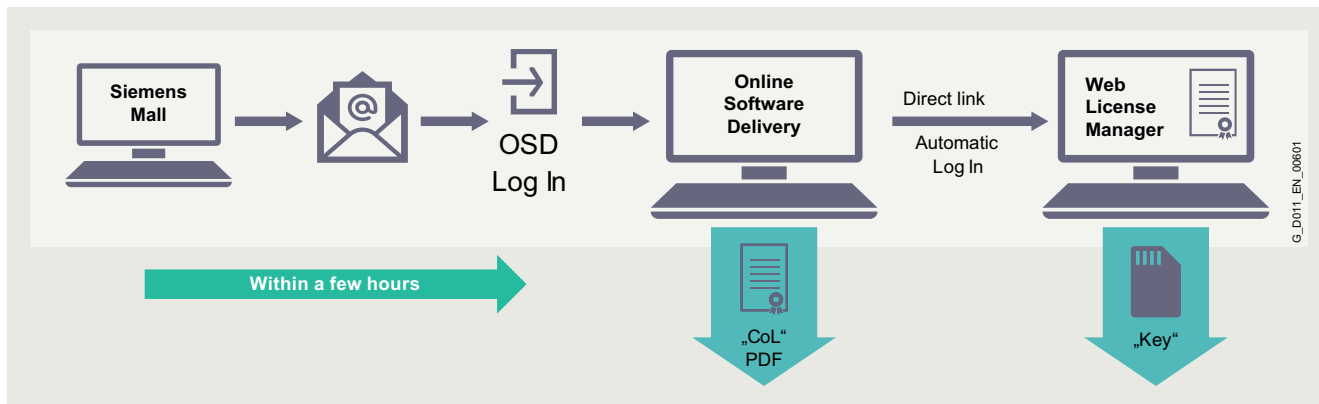 Siemens
Mall
@
OSD
Log In
Online
Software
Delivery
Direct link
Automatic
Log In
Web
License
Manager
G_D011_EN_00601
Within a few hours
„CoL“
PDF
„Key“